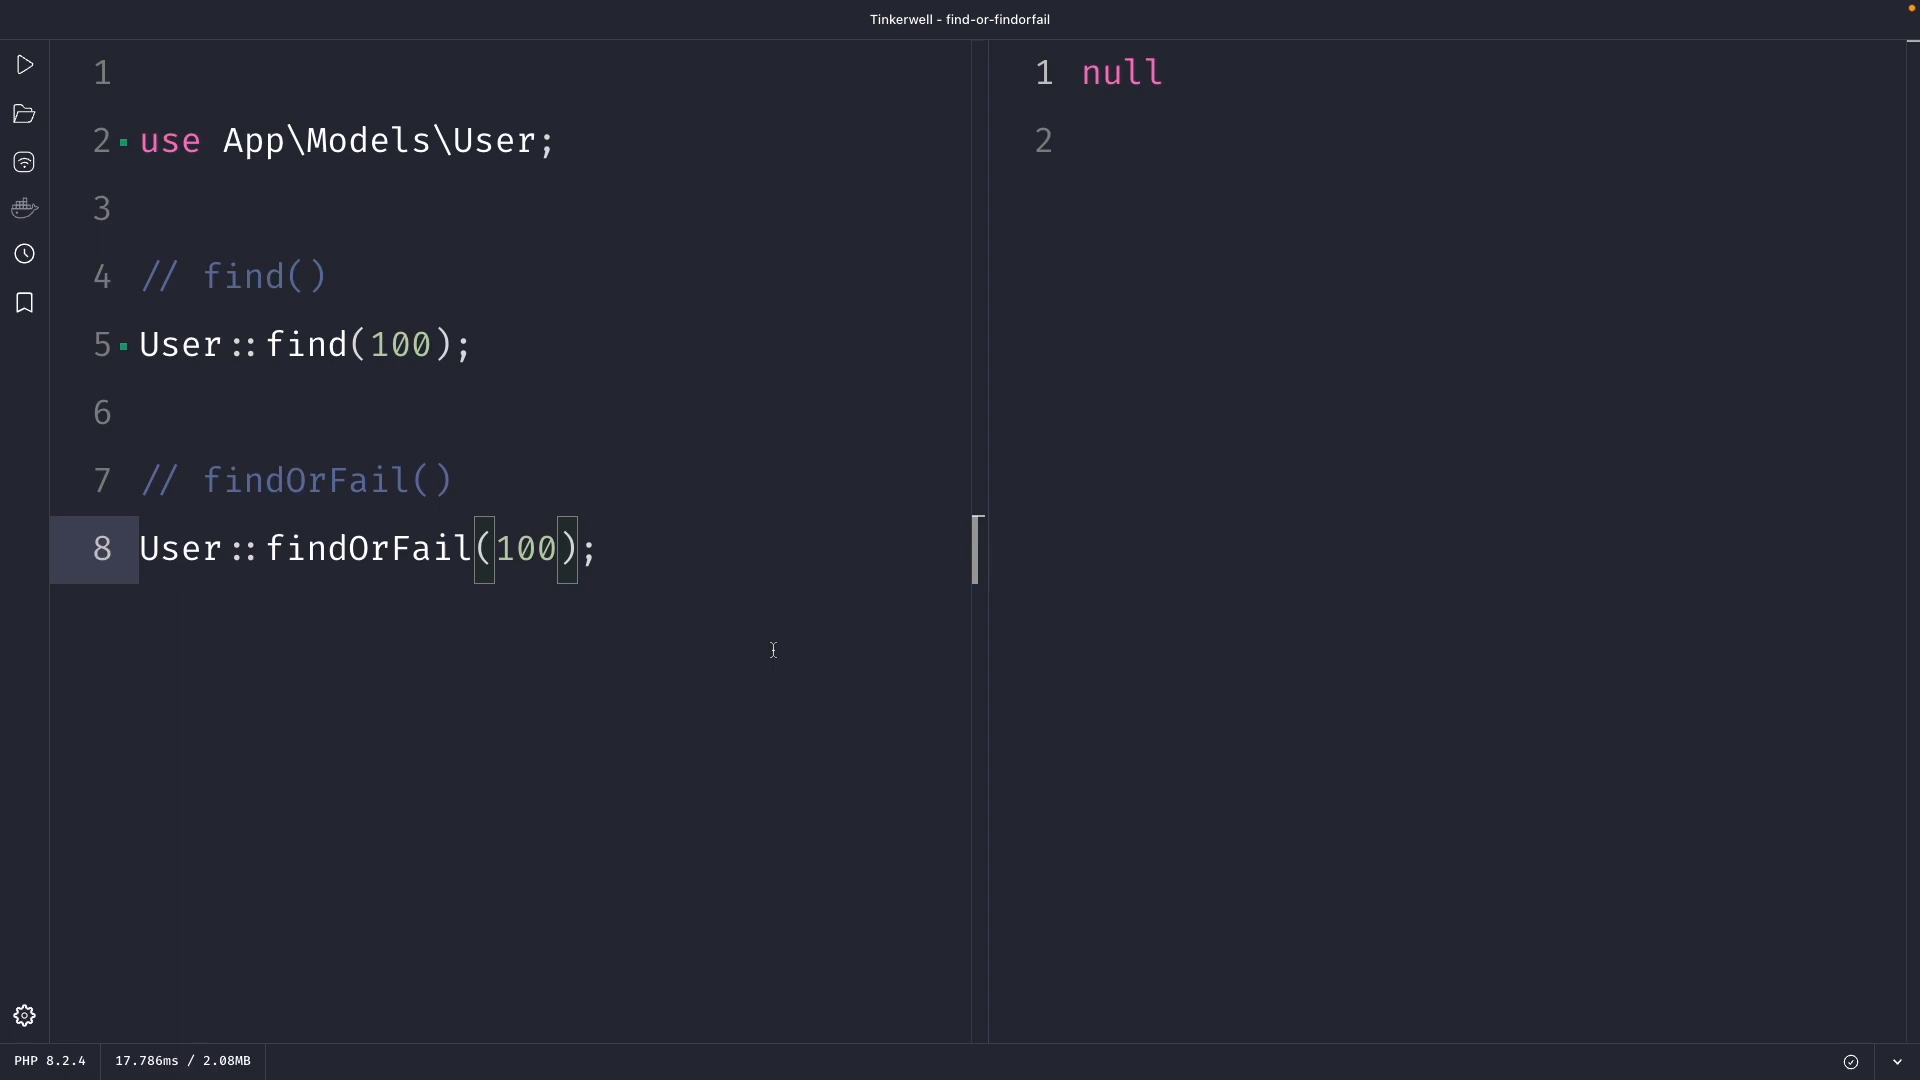 Tinkerwell - find-or-findorfail
1
2 use App\Models\User;
3
4 // find()
5 User::find(100);
6
7 // findOrFail()
8 User::findOrFail(100);
1 null
2
PHP 8.2.4
17.786ms / 2.08MB